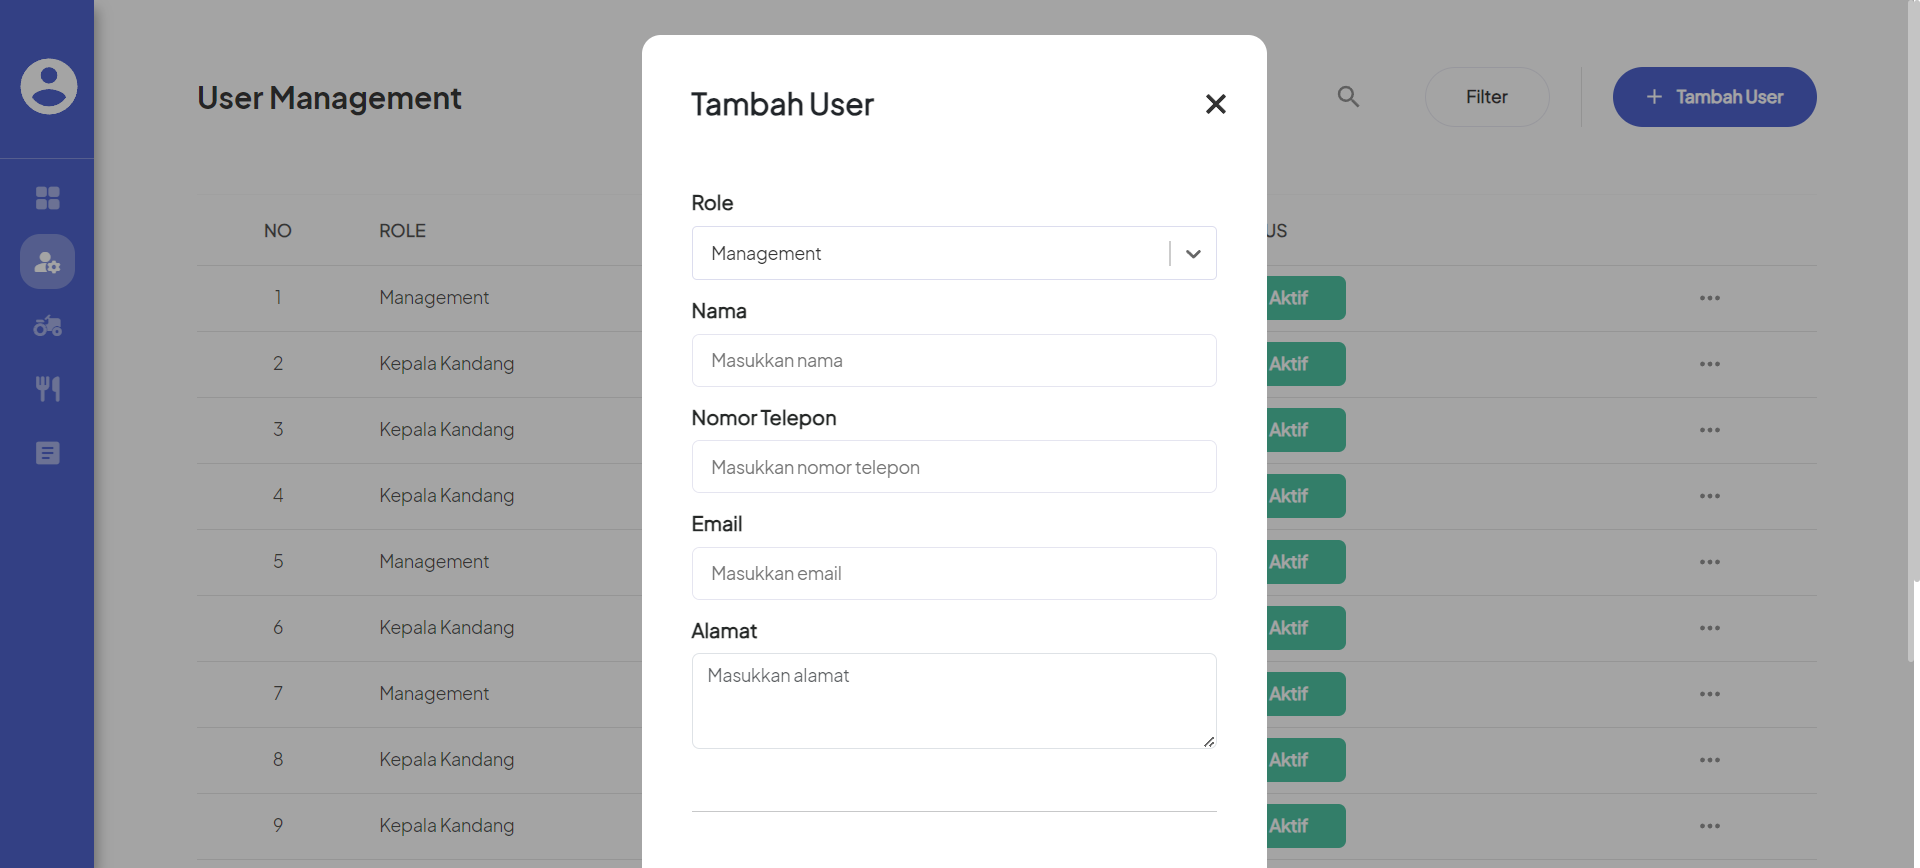 User Management
Filter
+ Tambah User
NO ROLE US
1 Management Aktif
2 Kepala Kandang Aktif
3 Kepala Kandang Aktif
4 Kepala Kandang Aktif
5 Management Aktif
6 Kepala Kandang Aktif
7 Management Aktif
8 Kepala Kandang Aktif
9 Kepala Kandang Aktif
Tambah User
Role
Management
Nama
Masukkan nama
Nomor Telepon
Masukkan nomor telepon
Email
Masukkan email
Alamat
Masukkan alamat